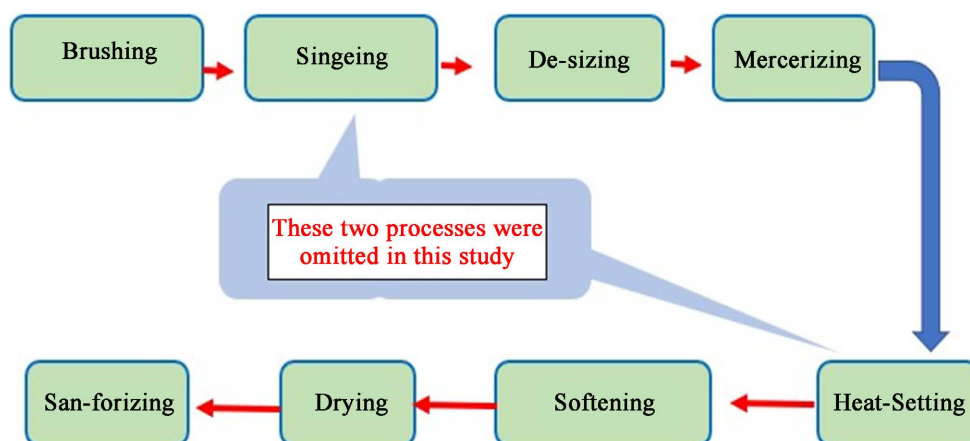 Brushing
Singeing
De-sizing
Mercerizing
These two processes were
omitted in this study
San-forizing
Drying
Softening
Heat-Setting